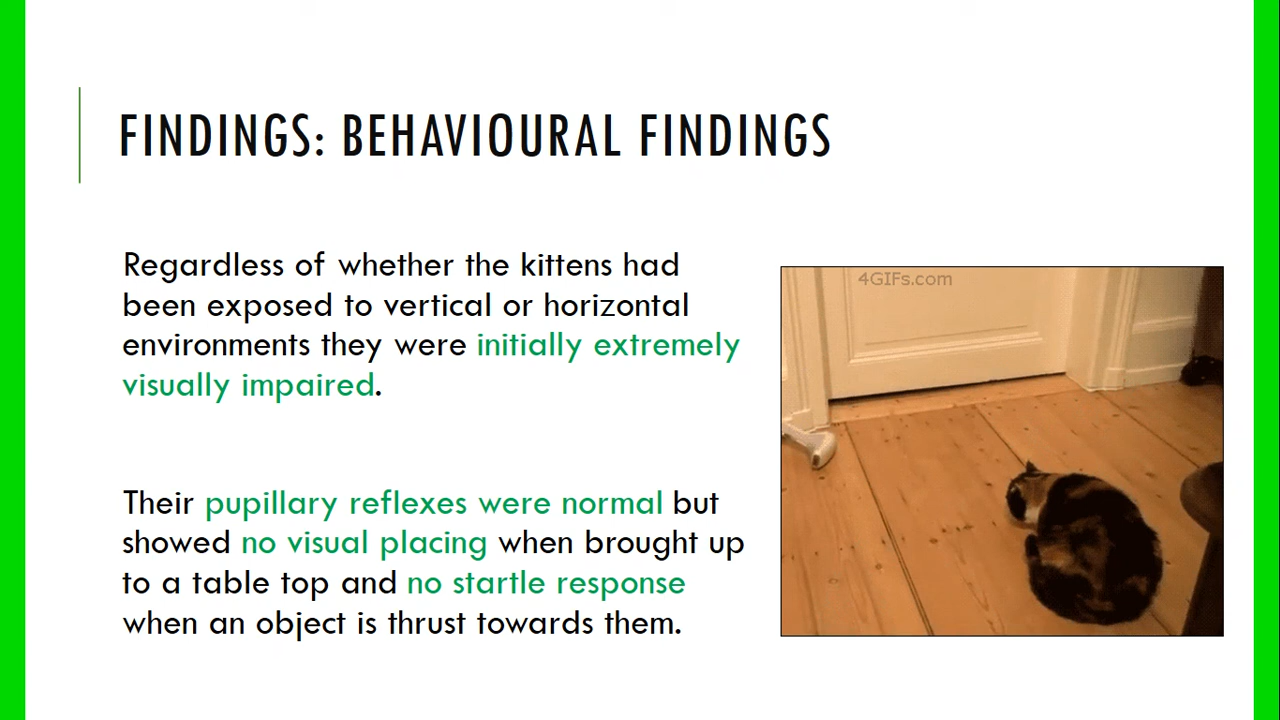 FINDINGS: BEHAVIOURAL FINDINGS
Regardless of whether the kittens had
been exposed to vertical or horizontal
environments they were initially extremely
visually impaired.
Their pupillary reflexes were normal but
showed no visual placing when brought up
to a table top and no startle response
when an object is thrust towards them.
4GIFs.com